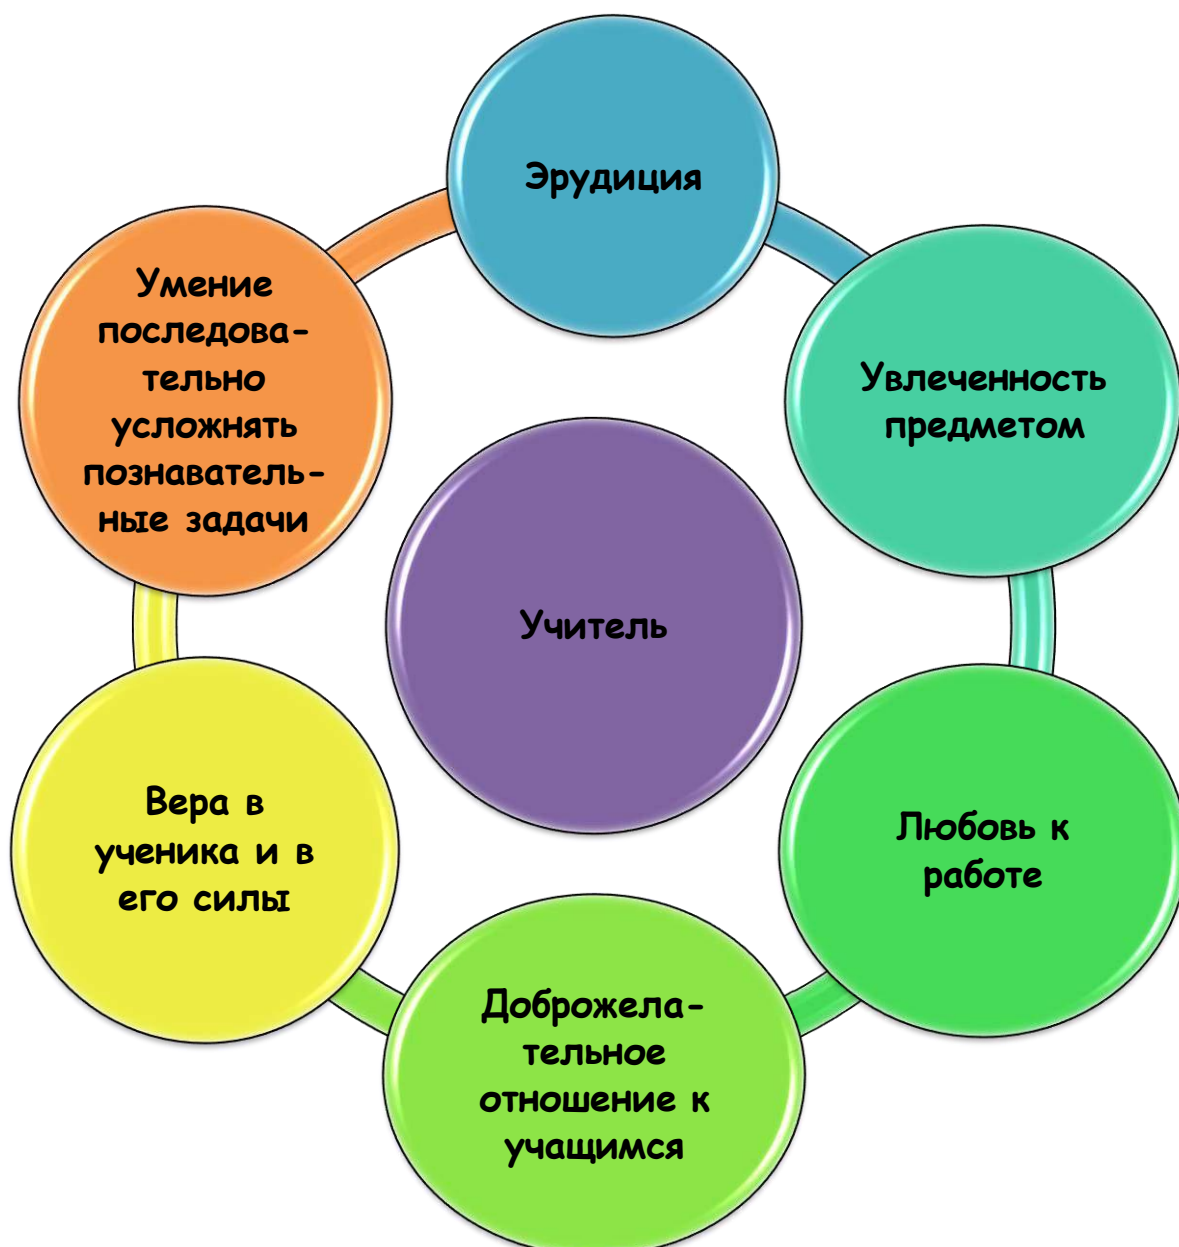 Эрудиция
Увлеченность
предметом
Любовь к
работе
Доброжела-
тельное
отношение к
учащимся
Вера в
ученика и в
его силы
Умение
последова-
тельно
усложнять
познаватель-
ные задачи
Учитель